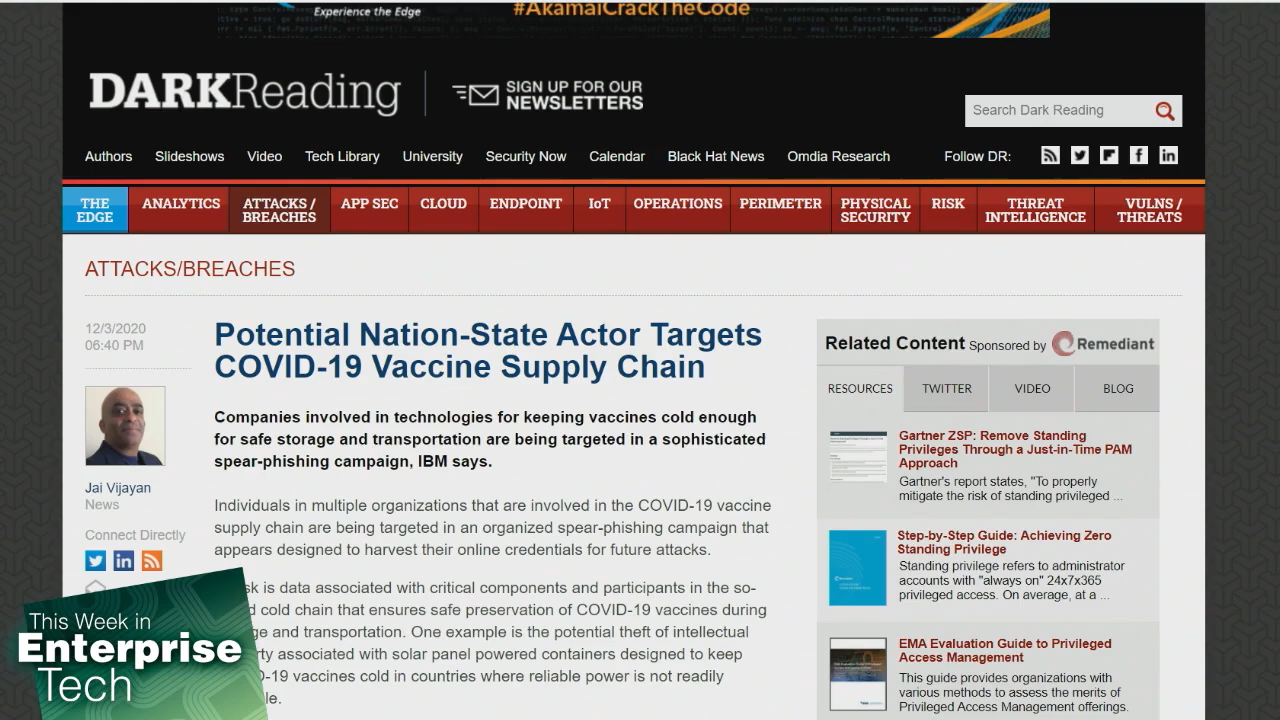 Experience the Edge
#AkamaiCrackTheCode
DARKReading
SIGN UP FOR OUR
NEWSLETTERS
Search Dark Reading
Authors Slideshows Video Tech Library University Security Now Calendar Black Hat News Omdia Research Follow DR:
THE EDGE ANALYTICS ATTACKS / BREACHES APP SEC CLOUD ENDPOINT IoT OPERATIONS PERIMETER PHYSICAL SECURITY RISK THREAT INTELLIGENCE VULNS / THREATS
ATTACKS/BREACHES
12/3/2020
06:40 PM
Jai Vijayan
News
Connect Directly
Potential Nation-State Actor Targets
COVID-19 Vaccine Supply Chain
Companies involved in technologies for keeping vaccines cold enough
for safe storage and transportation are being targeted in a sophisticated
spear-phishing campaign, IBM says.
Individuals in multiple organizations that are involved in the COVID-19 vaccine
supply chain are being targeted in an organized spear-phishing campaign that
appears designed to harvest their online credentials for future attacks.
is data associated with critical components and participants in the so-
cold chain that ensures safe preservation of COVID-19 vaccines during
and transportation. One example is the potential theft of intellectual
associated with solar panel powered containers designed to keep
-19 vaccines cold in countries where reliable power is not readily
Related Content Sponsored by Remediant
RESOURCES TWITTER VIDEO BLOG
Gartner ZSP: Remove Standing
Privileges Through a Just-in-Time PAM
Approach
Gartner's report states, "To properly
mitigate the risk of standing privileged ...
Step-by-Step Guide: Achieving Zero
Standing Privilege
Standing privilege refers to administrator
accounts with "always on" 24x7x365
privileged access. On average, at a ...
EMA Evaluation Guide to Privileged
Access Management
This guide provides organizations with
various methods to assess the merits of
Privileged Access Management offerings.
This Week in
Enterprise
Tech